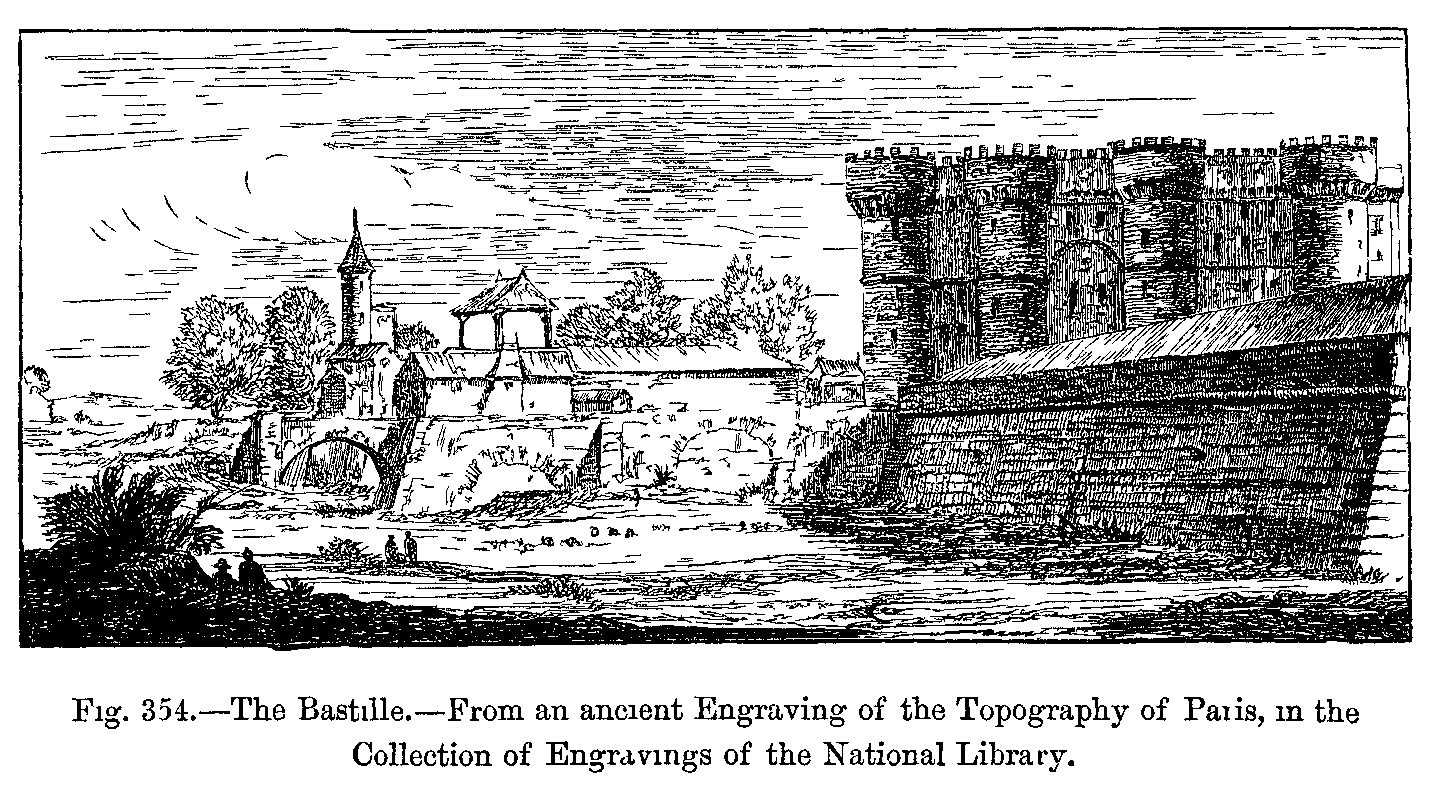 Fig. 354.—The Bastille.—From an ancient Engraving of the Topography of Paris, in the
Collection of Engravings of the National Library.